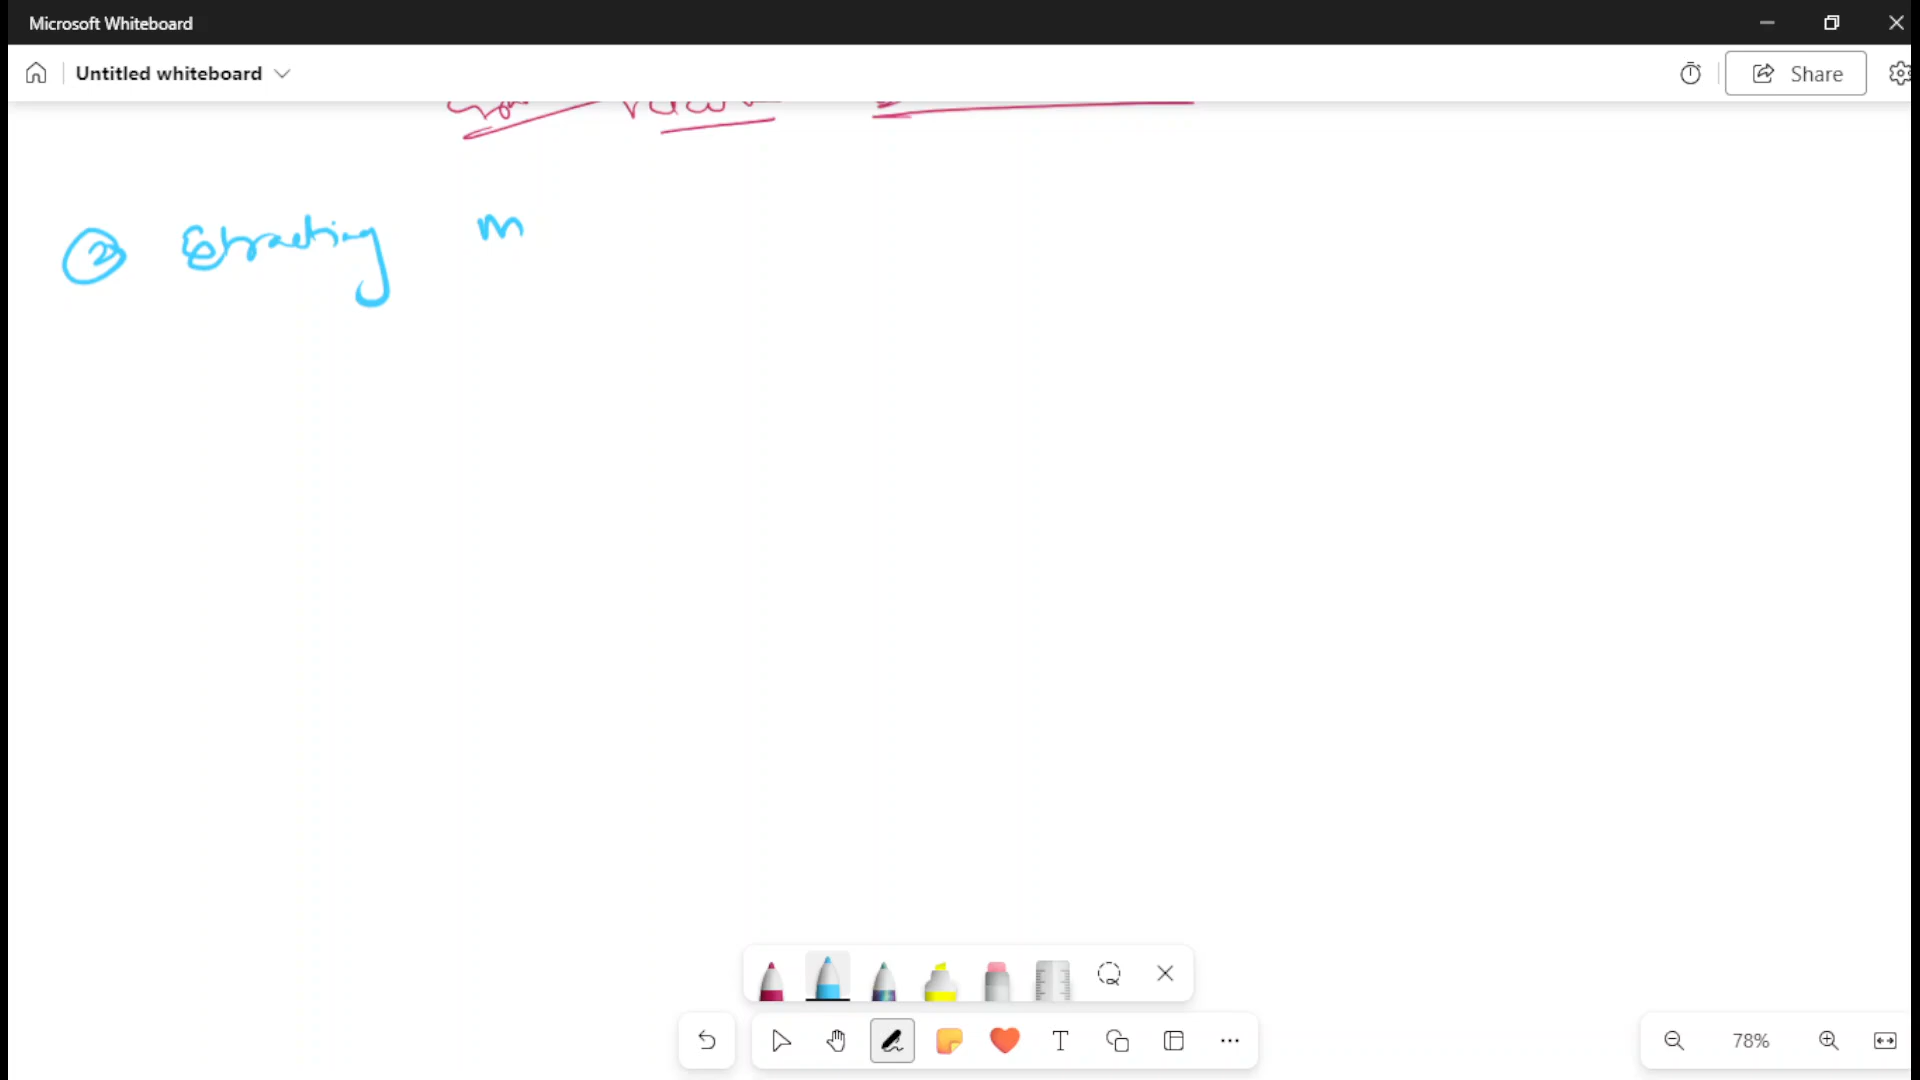 Microsoft Whiteboard
Untitled whiteboard
Share
② Extracting m
78%